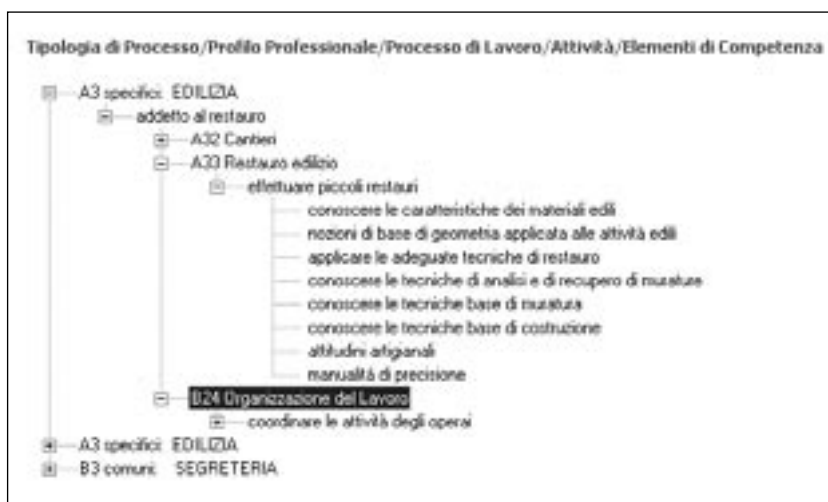 Tipologia di Processo/Profilo Professionale/Processo di Lavoro/Attività/Elementi di Competenza
A3 specifici: EDILIZIA
addetto al restauro
A32 Cantieri
A33 Restauro edilizio
effettuare piccoli restauri
conoscere le caratteristiche dei materiali edili
nozioni di base di geometria applicata alle attività edili
applicare le adeguate tecniche di restauro
conoscere le tecniche di analisi e di recupero di murature
conoscere le tecniche base di muratura
conoscere le tecniche base di costruzione
attitudini artigianali
manualità di precisione
B24 Organizzazione del Lavoro
coordinare le attività degli operai
A3 specifici: EDILIZIA
B3 comuni: SEGRETERIA